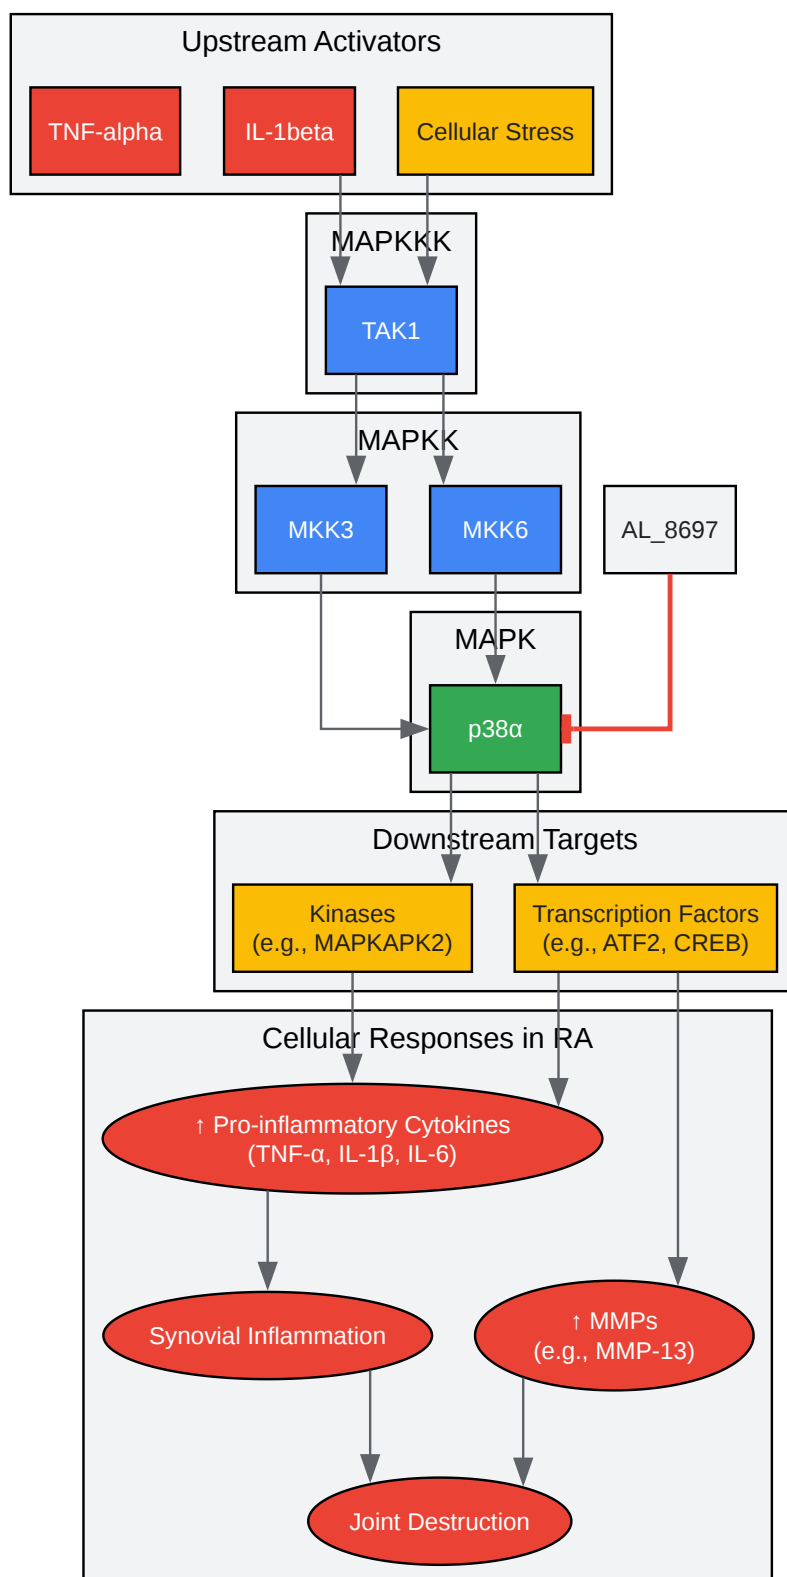 Upstream Activators
TNF-alpha
IL-1beta
Cellular Stress
MAPKKK
TAK1
MAPKK
MKK3
MKK6
AL_8697
MAPK
p38α
Downstream Targets
Kinases
(e.g., MAPKAPK2)
Transcription Factors
(e.g., ATF2, CREB)
Cellular Responses in RA
↑ Pro-inflammatory Cytokines
(TNF-α, IL-1β, IL-6)
Synovial Inflammation
↑ MMPs
(e.g., MMP-13)
Joint Destruction